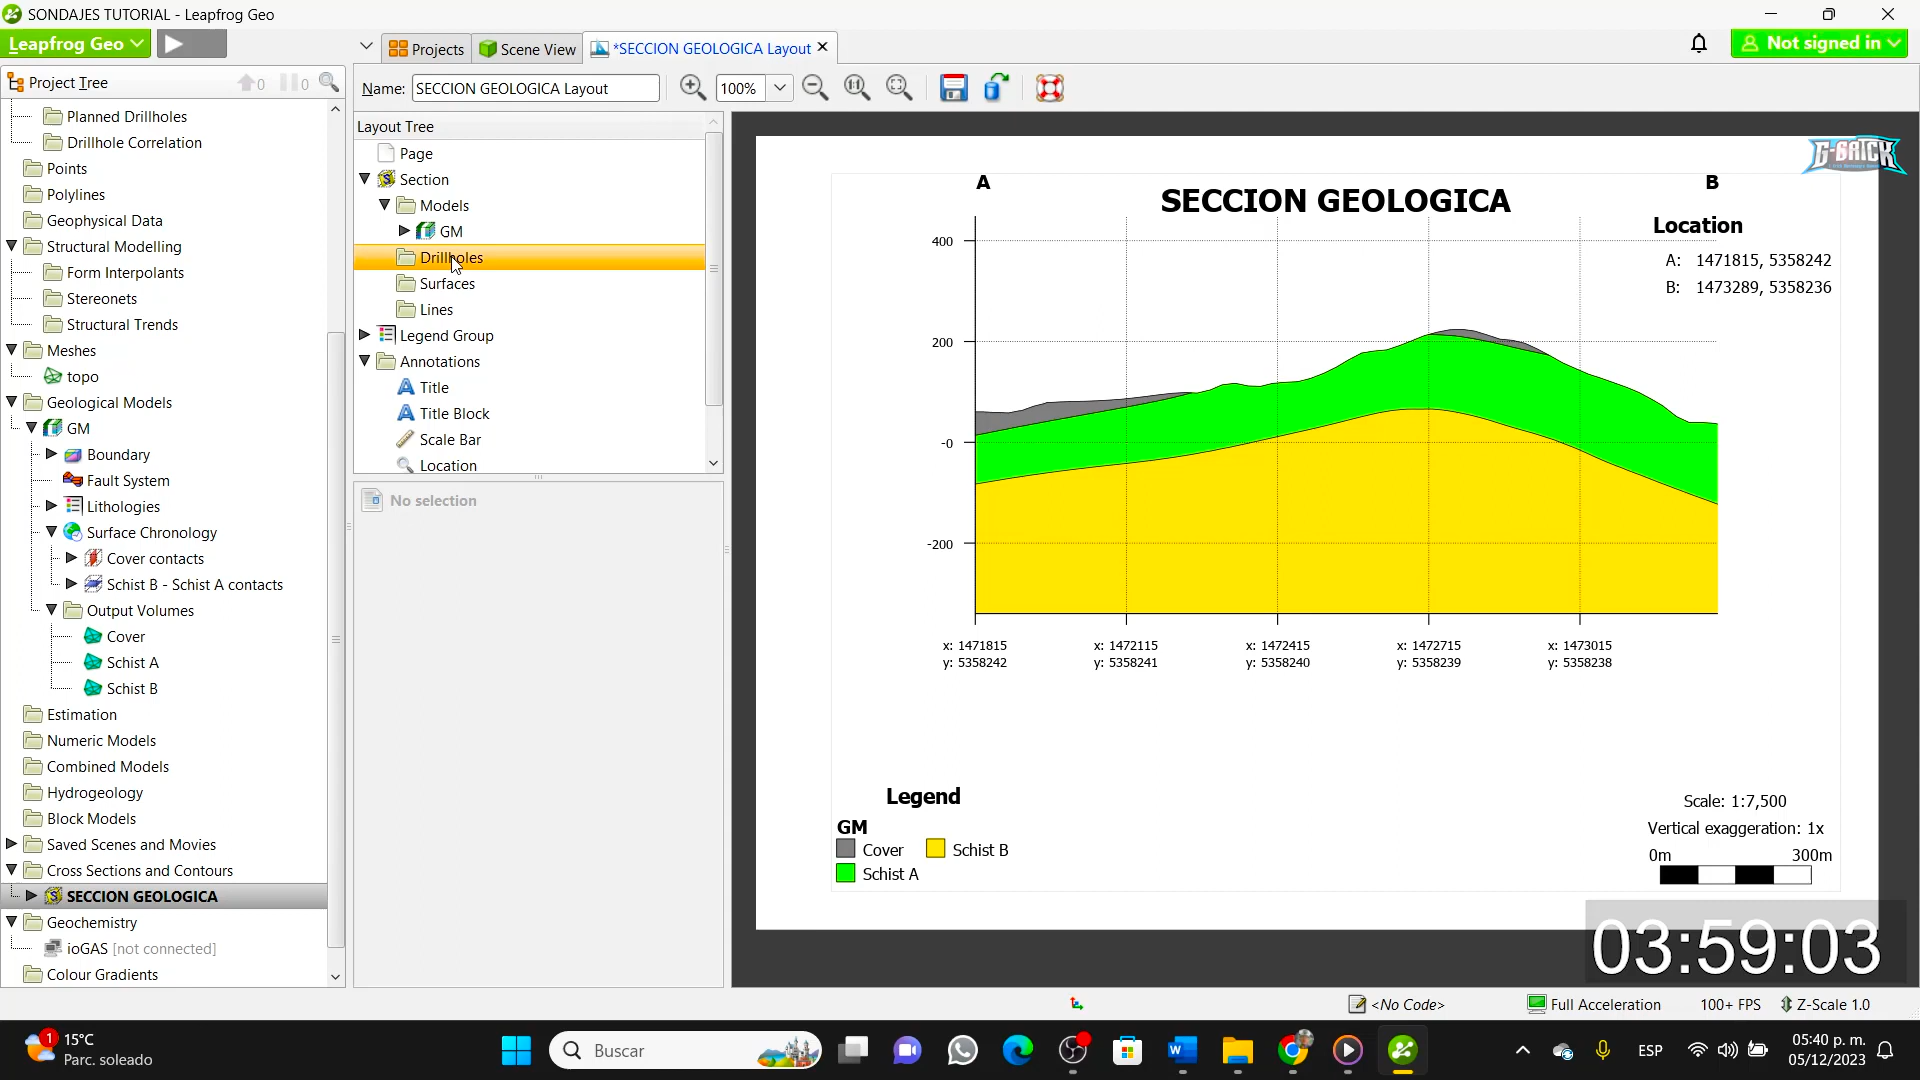 SONDAJES TUTORIAL - Leapfrog Geo
Leapfrog Geo
Projects
Scene View
*SECCION GEOLOGICA Layout
Not signed in
Project Tree
0
0
Name:
SECCION GEOLOGICA Layout
100%
Planned Drillholes
Drillhole Correlation
Points
Polylines
Geophysical Data
Structural Modelling
Form Interpolants
Stereonets
Structural Trends
Meshes
topo
Geological Models
GM
Boundary
Fault System
Lithologies
Surface Chronology
Cover contacts
Schist B - Schist A contacts
Output Volumes
Cover
Schist A
Schist B
Estimation
Numeric Models
Combined Models
Hydrogeology
Block Models
Saved Scenes and Movies
Cross Sections and Contours
SECCION GEOLOGICA
Geochemistry
ioGAS [not connected]
Colour Gradients
Layout Tree
Page
Section
Models
GM
Drillholes
Surfaces
Lines
Legend Group
Annotations
Title
Title Block
Scale Bar
Location
No selection
G-BRICK
A
B
SECCION GEOLOGICA
Location
A: 1471815, 5358242
B: 1473289, 5358236
400
200
-0
-200
x: 1471815
y: 5358242
x: 1472115
y: 5358241
x: 1472415
y: 5358240
x: 1472715
y: 5358239
x: 1473015
y: 5358238
Legend
GM
Cover
Schist B
Schist A
Scale: 1:7,500
Vertical exaggeration: 1x
0m
300m
03:59:03
<No Code>
Full Acceleration
100+ FPS
Z-Scale 1.0
1
15°C
Parc. soleado
Buscar
ESP
05:40 p. m.
05/12/2023